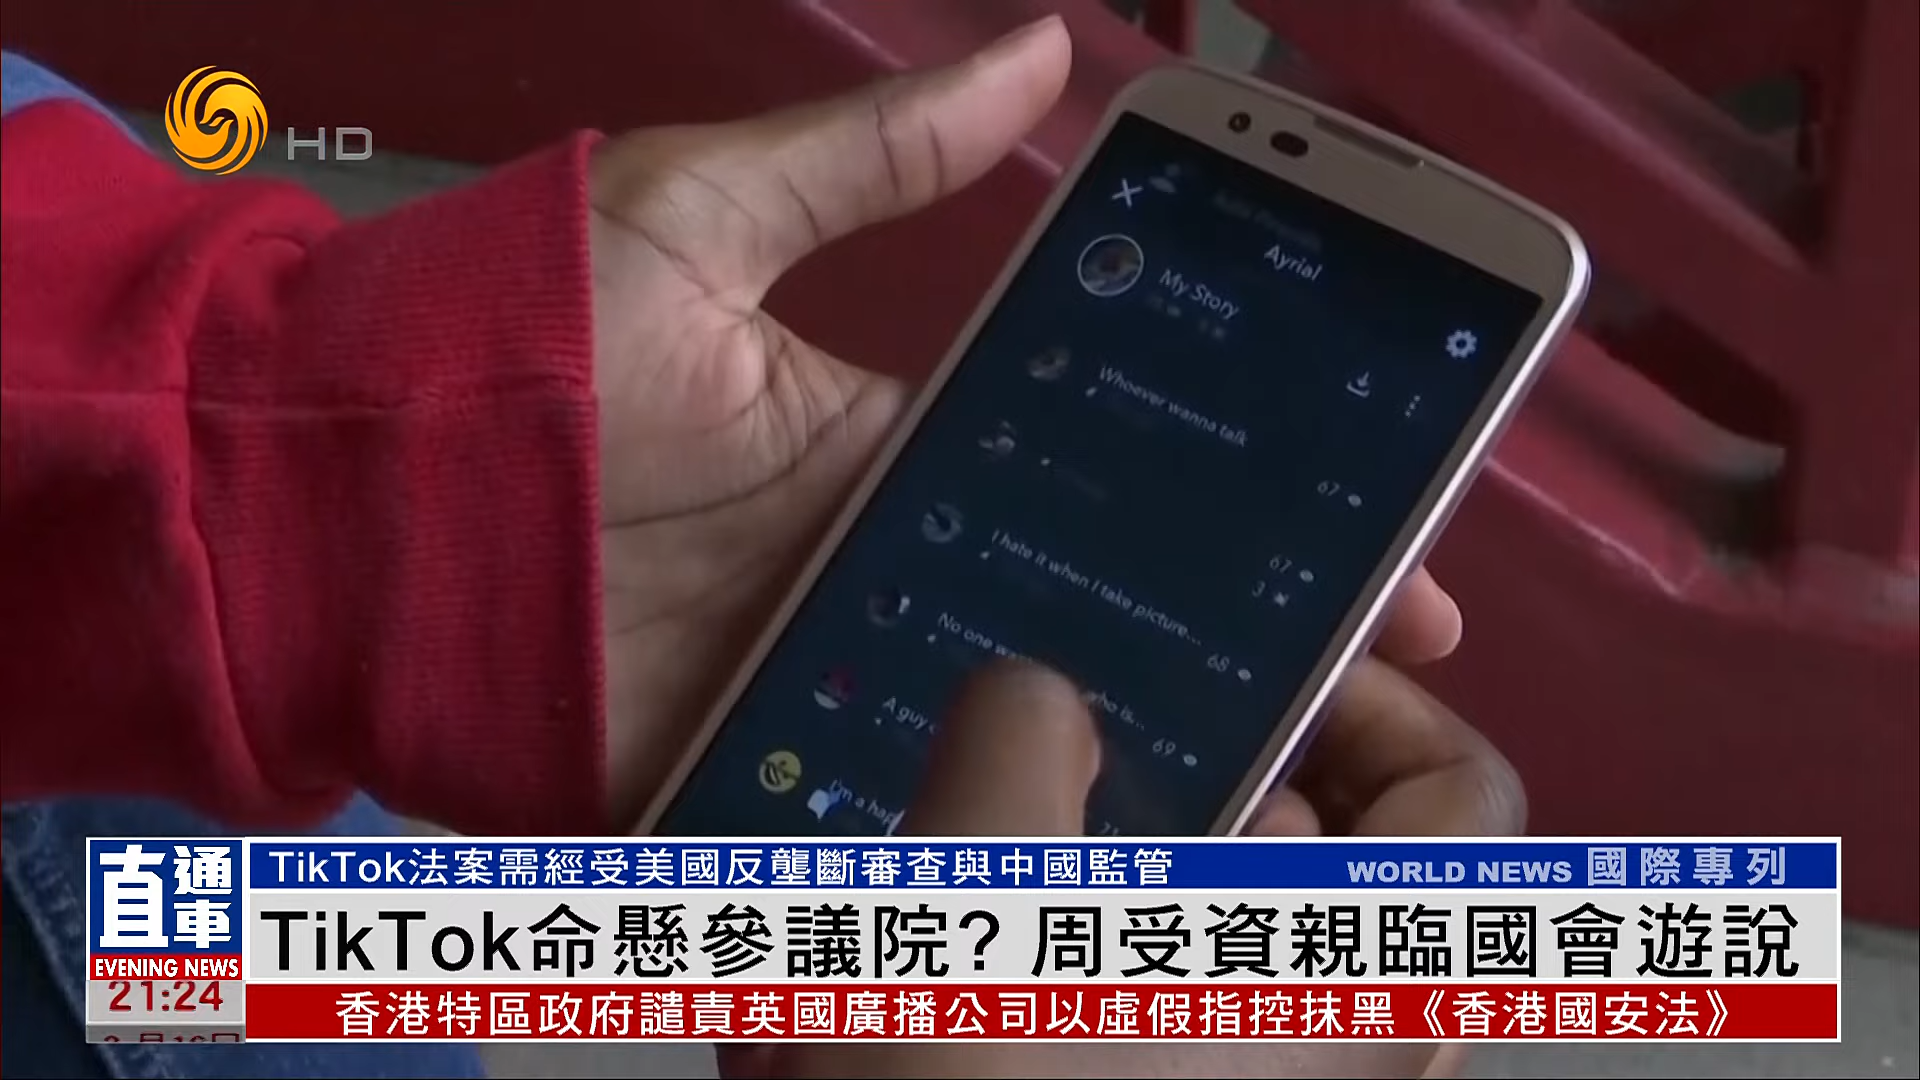 HD
Ayrial
My Story
Whoever wanna talk
67
67
3
I hate it when I take picture...
68
No one who is...
69
A guy
I'm a hap
71
直通車
EVENING NEWS
21:24
TikTok法案需經受美國反壟斷審查與中國監管
WORLD NEWS 國際專列
TikTok命懸參議院? 周受資親臨國會遊說
香港特區政府譴責英國廣播公司以虛假指控抹黑《香港國安法》